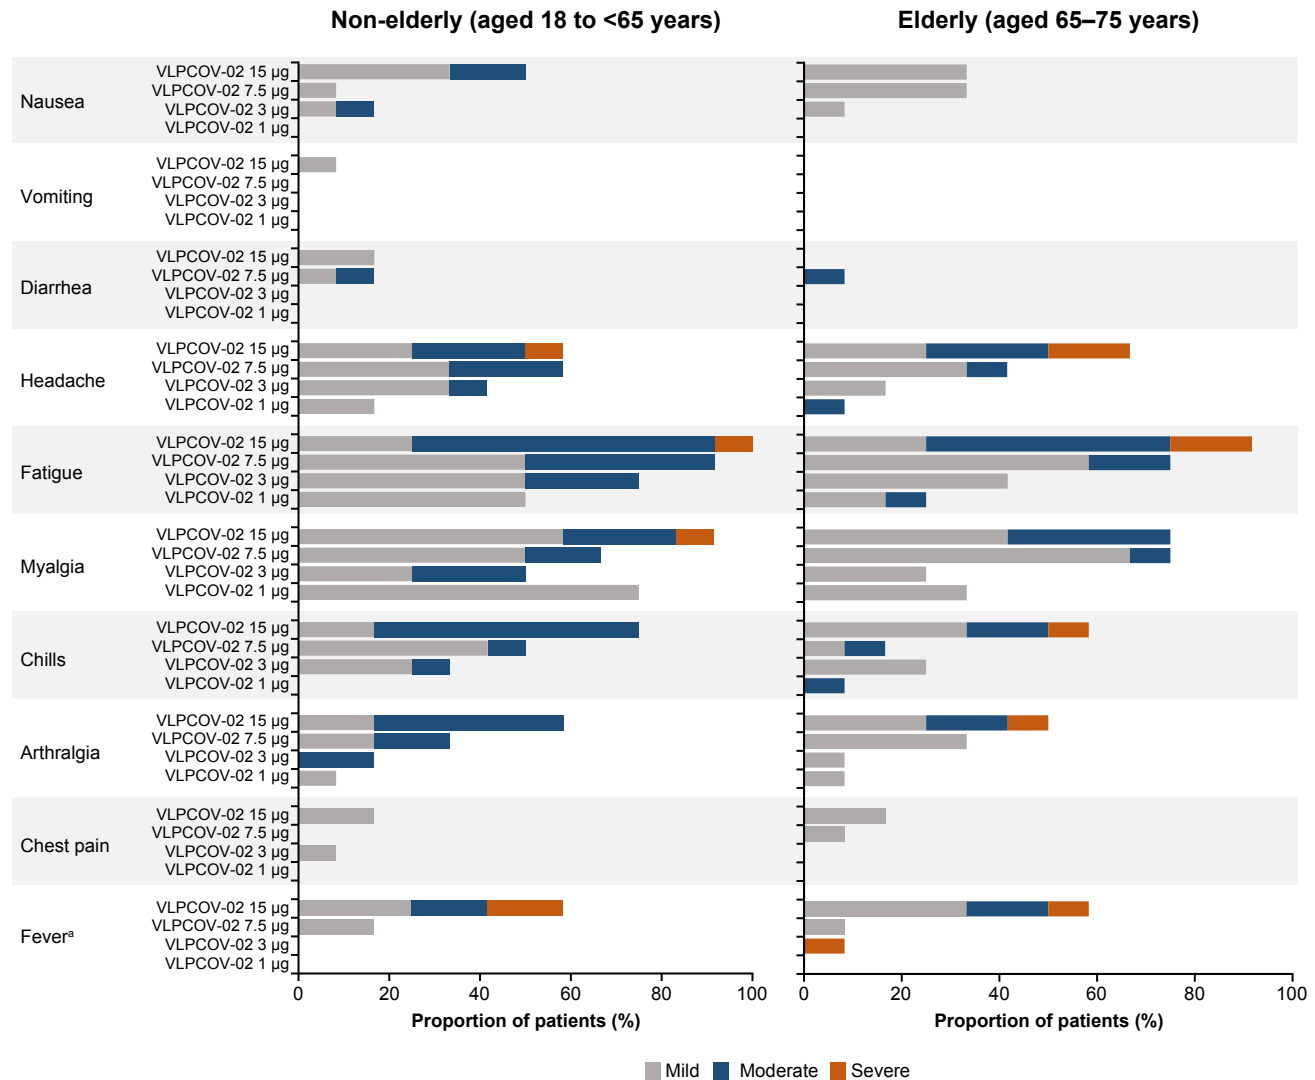 Non-elderly (aged 18 to <65 years)
Elderly (aged 65–75 years)
Nausea
VLPCOV-02 15 µg
VLPCOV-02 7.5 µg
VLPCOV-02 3 µg
VLPCOV-02 1 µg
Vomiting
VLPCOV-02 15 µg
VLPCOV-02 7.5 µg
VLPCOV-02 3 µg
VLPCOV-02 1 µg
Diarrhea
VLPCOV-02 15 µg
VLPCOV-02 7.5 µg
VLPCOV-02 3 µg
VLPCOV-02 1 µg
Headache
VLPCOV-02 15 µg
VLPCOV-02 7.5 µg
VLPCOV-02 3 µg
VLPCOV-02 1 µg
Fatigue
VLPCOV-02 15 µg
VLPCOV-02 7.5 µg
VLPCOV-02 3 µg
VLPCOV-02 1 µg
Myalgia
VLPCOV-02 15 µg
VLPCOV-02 7.5 µg
VLPCOV-02 3 µg
VLPCOV-02 1 µg
Chills
VLPCOV-02 15 µg
VLPCOV-02 7.5 µg
VLPCOV-02 3 µg
VLPCOV-02 1 µg
Arthralgia
VLPCOV-02 15 µg
VLPCOV-02 7.5 µg
VLPCOV-02 3 µg
VLPCOV-02 1 µg
Chest pain
VLPCOV-02 15 µg
VLPCOV-02 7.5 µg
VLPCOV-02 3 µg
VLPCOV-02 1 µg
Feverᵃ
VLPCOV-02 15 µg
VLPCOV-02 7.5 µg
VLPCOV-02 3 µg
VLPCOV-02 1 µg
0 20 40 60 80 100
0 20 40 60 80 100
Proportion of patients (%)
Proportion of patients (%)
Mild Moderate Severe